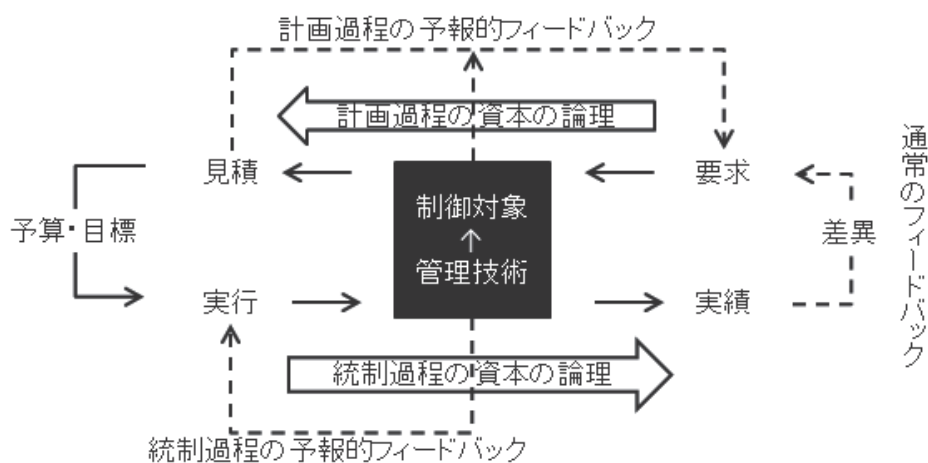 計画過程の予報的フィードバック
計画過程の資本の論理
見積
要求
制御対象
↑
管理技術
予算・目標
差異
通常のフィードバック
実行
実績
統制過程の資本の論理
統制過程の予報的フィードバック